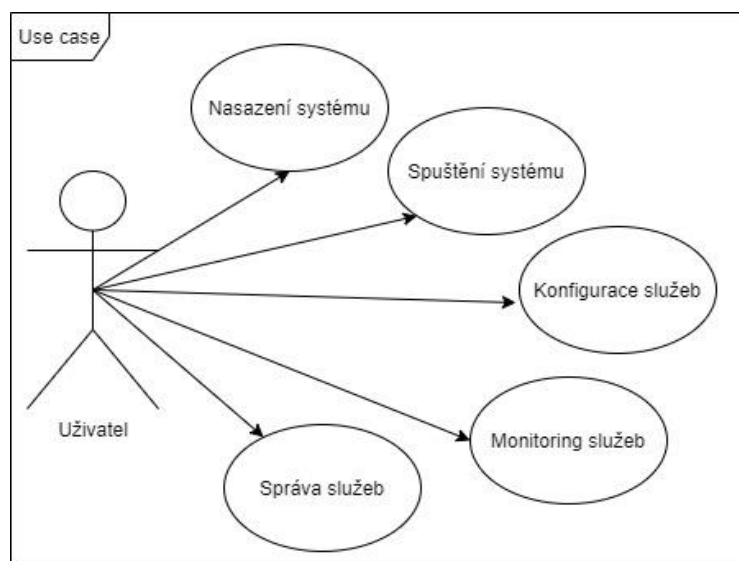 Use case
Nasazení systému
Spuštění systému
Konfigurace služeb
Uživatel
Monitoring služeb
Správa služeb